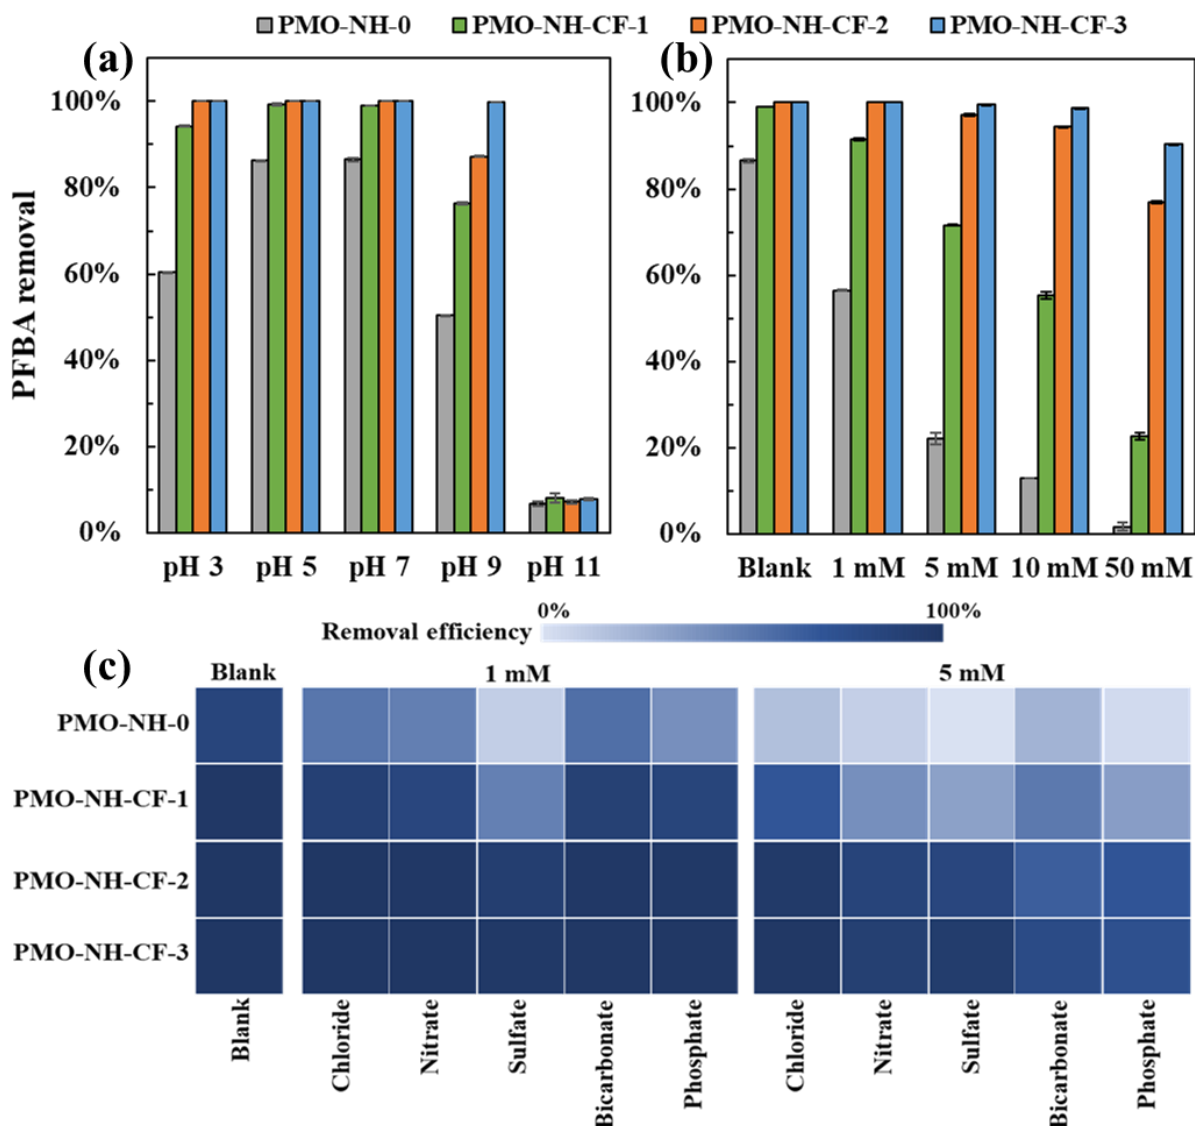 PMO-NH-0 PMO-NH-CF-1 PMO-NH-CF-2 PMO-NH-CF-3
(a) (b)
PFBA removal
100% 100%
80% 80%
60% 60%
40% 40%
20% 20%
0% 0%
pH 3 pH 5 pH 7 pH 9 pH 11 Blank 1 mM 5 mM 10 mM 50 mM
0% 100%
Removal efficiency
(c) Blank 1 mM 5 mM
PMO-NH-0
PMO-NH-CF-1
PMO-NH-CF-2
PMO-NH-CF-3
Blank Chloride Nitrate Sulfate Bicarbonate Phosphate Chloride Nitrate Sulfate Bicarbonate Phosphate